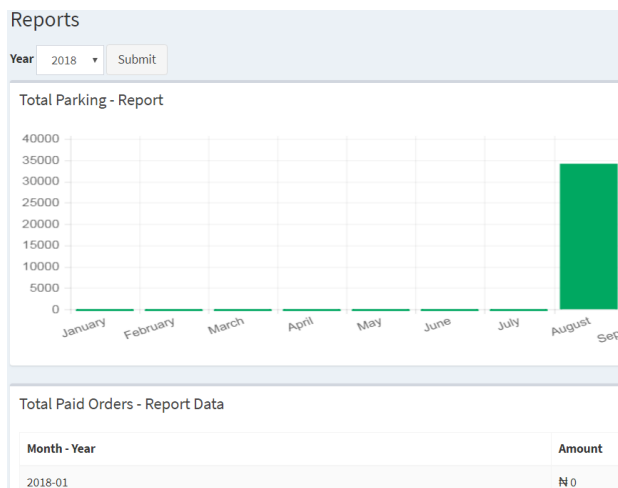 Reports
Year 2018 Submit
Total Parking - Report
40000
35000
30000
25000
20000
15000
10000
5000
0
January February March April May June July August Sep
Total Paid Orders - Report Data
Month - Year Amount
2018-01 ₦ 0